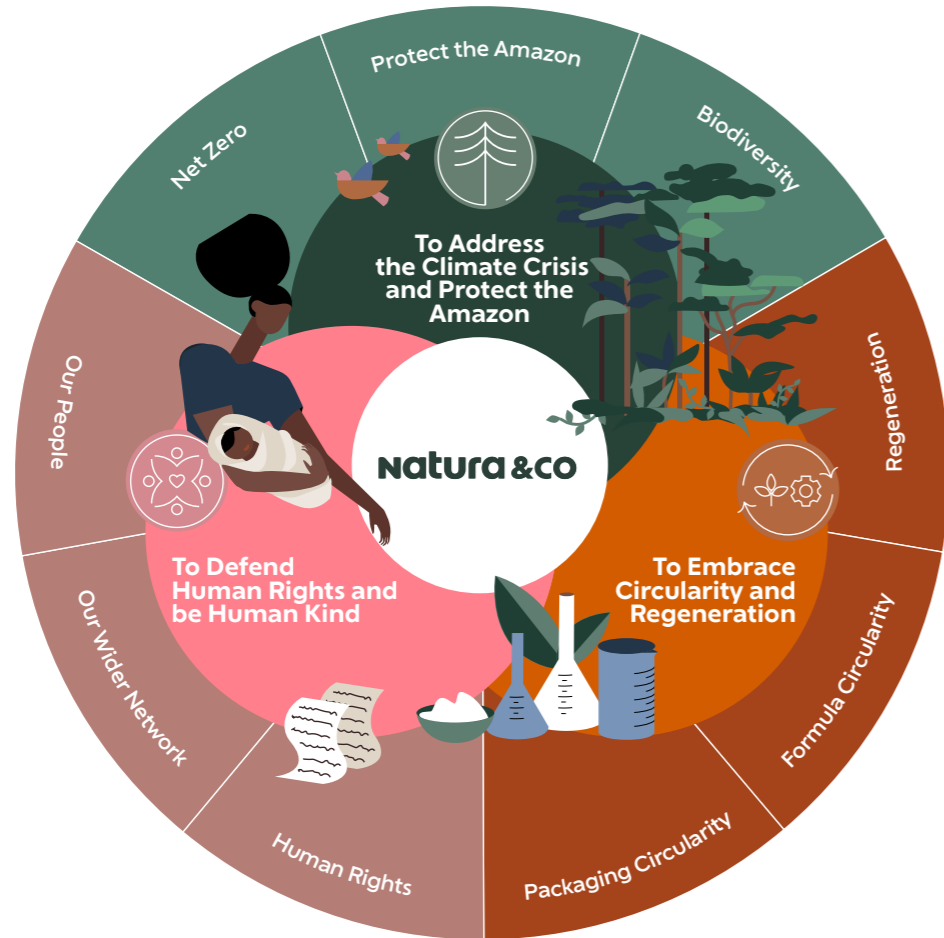 Protect the Amazon
Net Zero
Biodiversity
To Address
the Climate Crisis
and Protect the
Amazon
Our People
Regeneration
Natura &CO
To Defend
Human Rights and
be Human Kind
To Embrace
Circularity and
Regeneration
Our Wider Network
Formula Circularity
Human Rights
Packaging Circularity